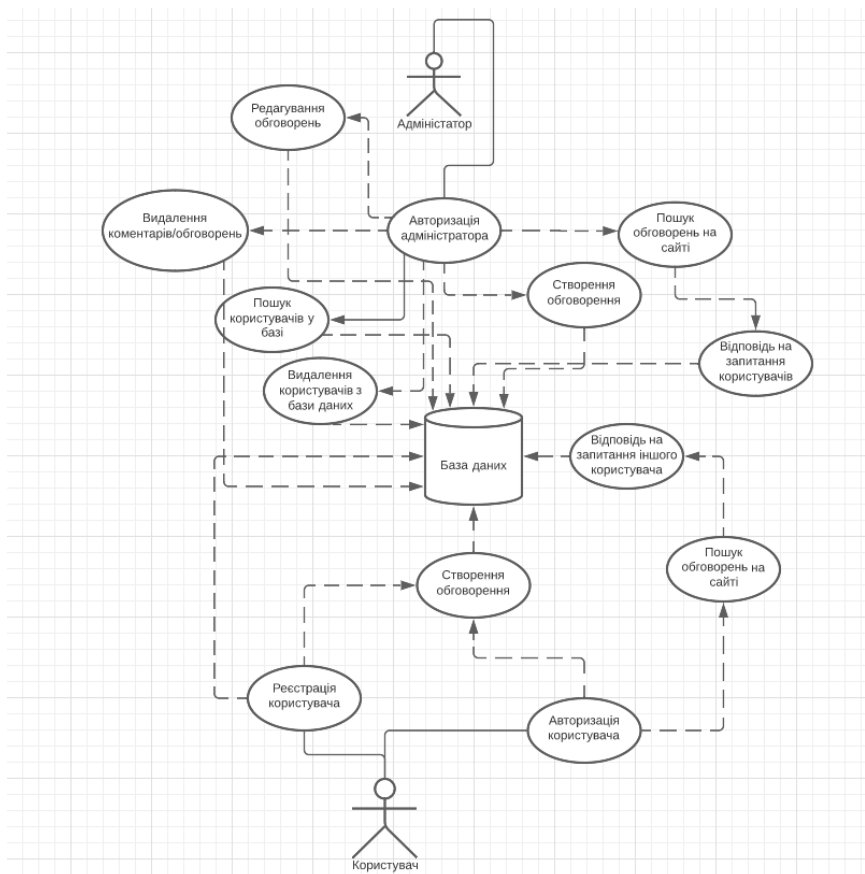 Адміністатор
Редагування
обговорень
Видалення
коментарів/обговорень
Авторизація
адміністратора
Пошук
обговорень на
сайті
Створення
обговорення
Пошук
користувачів у
базі
Відповідь на
запитання
користувачів
Видалення
користувачів з
бази даних
База даних
Відповідь на
запитання іншого
користувача
Створення
обговорення
Пошук
обговорень на
сайті
Реєстрація
користувача
Авторизація
користувача
Користувач